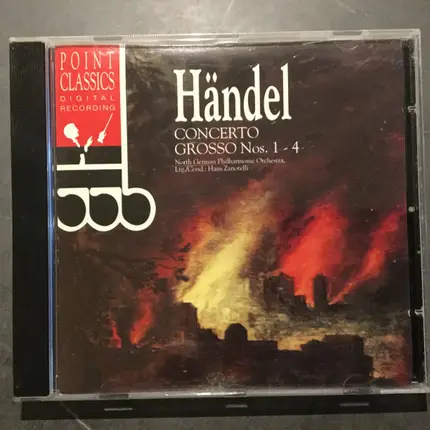 POINT
CLASSICS
DIGITAL
RECORDING
Händel
CONCERTO
GROSSO Nos. 1 - 4
North German Philharmonic Orchestra,
Ltg./Cond.: Hans Zanotelli